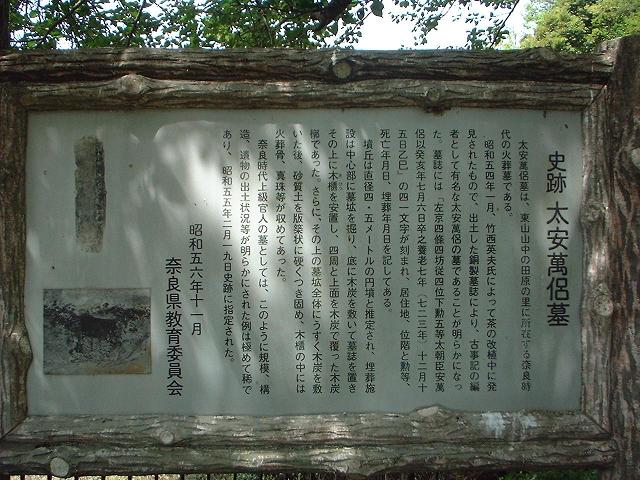 史跡 太安萬侶墓
太安萬侶墓は、東山山中の田原の里に所在する奈良時
代の火葬墓である。
昭和五四年一月、竹西英夫氏によって茶の改植中に発
見されたもので、出土した銅製墓誌により、古事記の編
者として有名な太安萬侶の墓であることが明らかになっ
た。墓誌には「左京四條四坊従四位下勲五等太朝臣安萬
侶以癸亥年七月六日卒之養老七年（七二三年）十二月十
五日乙巳」の四一文字が刻まれ、居住地、位階と勲等、
死亡年月日、埋葬年月日を記してある。
墳丘は直径四・五メートルの円墳と推定され、埋葬施
設は中心部に墓拡を掘り、底に木炭を敷いて墓誌を置き
その上に木櫃を安置し、四周と上面を木炭で覆った木炭
槨であった。さらに、その上の墓拡全体にうすく木炭を敷
いた後、砂質土を版築状に硬くつき固め、木櫃の中には
火葬骨、真珠等が収めてあった。
奈良時代上級官人の墓としては、このように規模、構
造、遺物の出土状況等が明らかにされた例は極めて稀で
あり、昭和五五年二月一九日史跡に指定された。
昭和五六年十一月
奈良県教育委員会